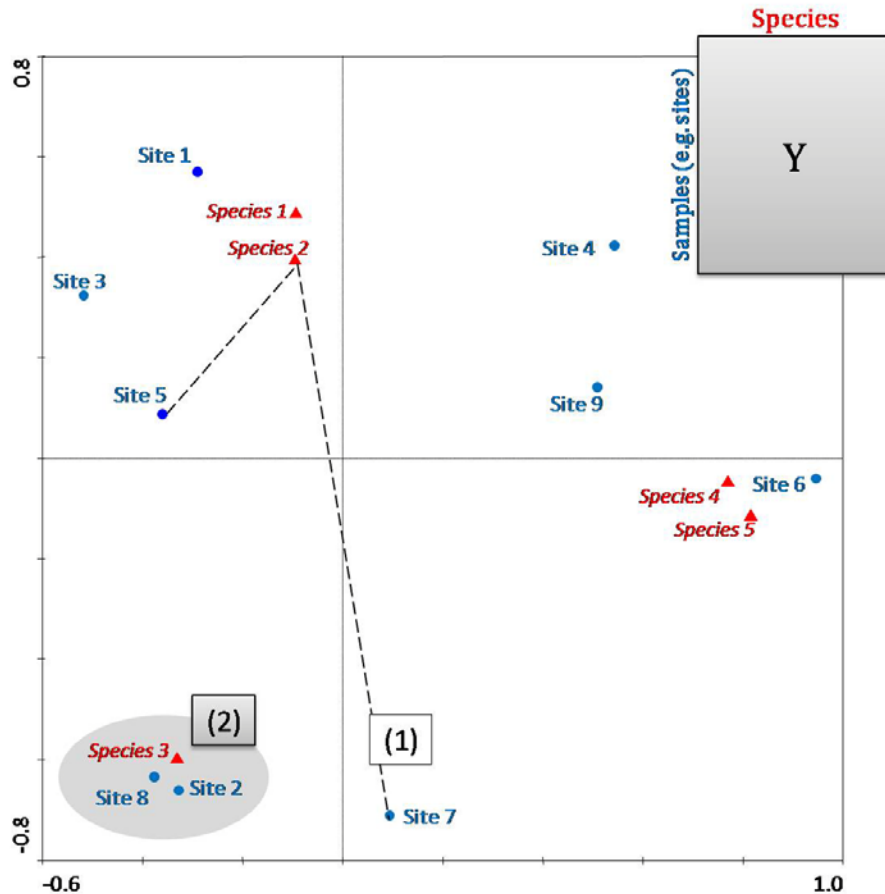 Species
Samples (e.g. sites)
Y
0.8
Site 1
Species 1
Species 2
Site 4
Site 3
Site 5
Site 9
Species 4
Site 6
Species 5
(2)
(1)
Species 3
Site 8
Site 2
Site 7
-0.8
-0.6
1.0